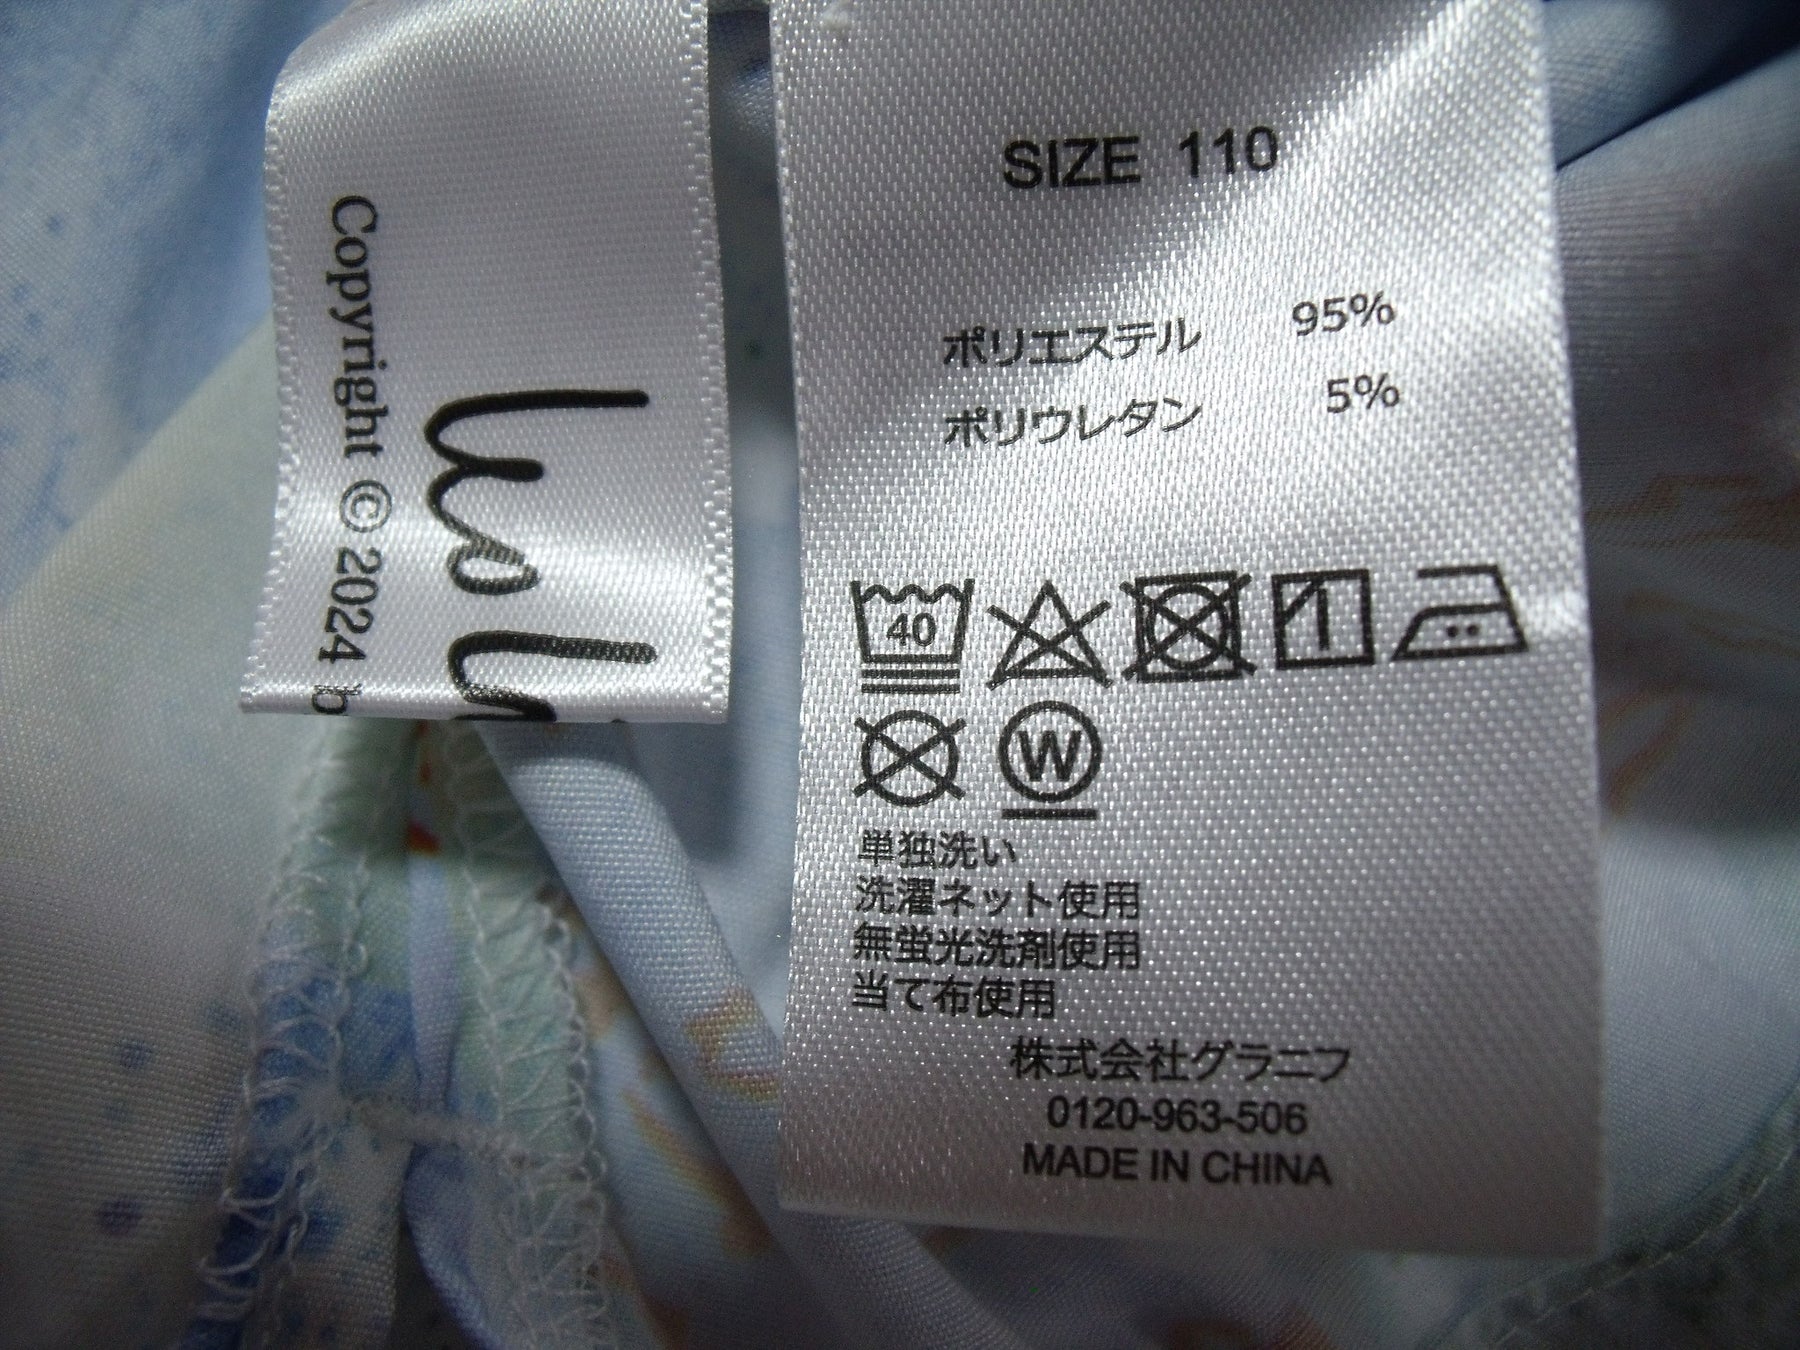 Copyright © 2024 b
SIZE 110
ポリエステル 95%
ポリウレタン 5%
40
W
単独洗い
洗濯ネット使用
無蛍光洗剤使用
当て布使用
株式会社グラニフ
0120-963-506
MADE IN CHINA